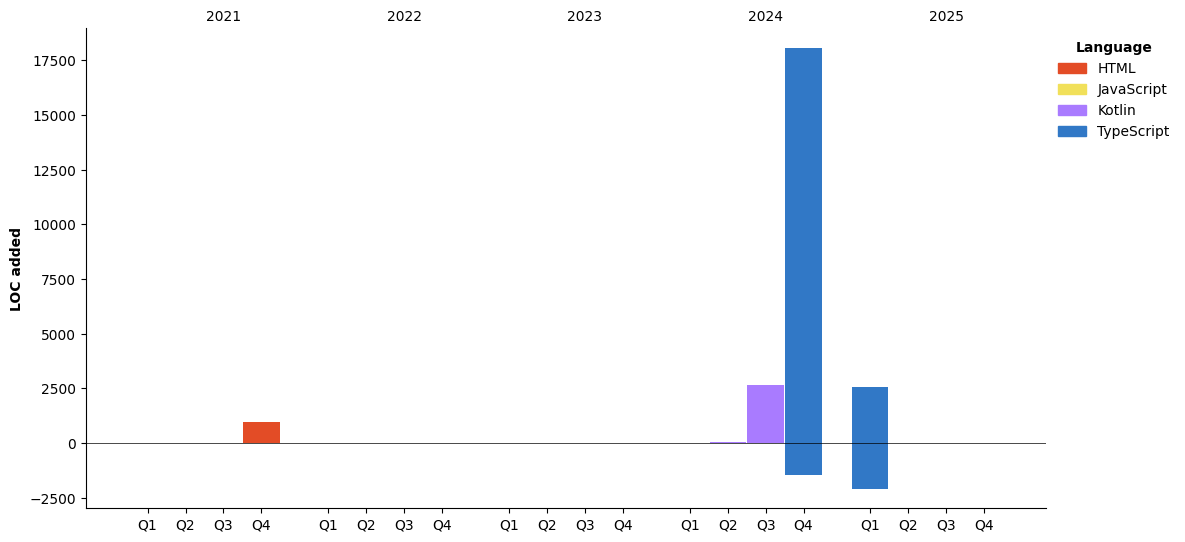 2021 2022 2023 2024 2025
Language
HTML
JavaScript
Kotlin
TypeScript
LOC added
17500
15000
12500
10000
7500
5000
2500
0
−2500
Q1 Q2 Q3 Q4 Q1 Q2 Q3 Q4 Q1 Q2 Q3 Q4 Q1 Q2 Q3 Q4 Q1 Q2 Q3 Q4